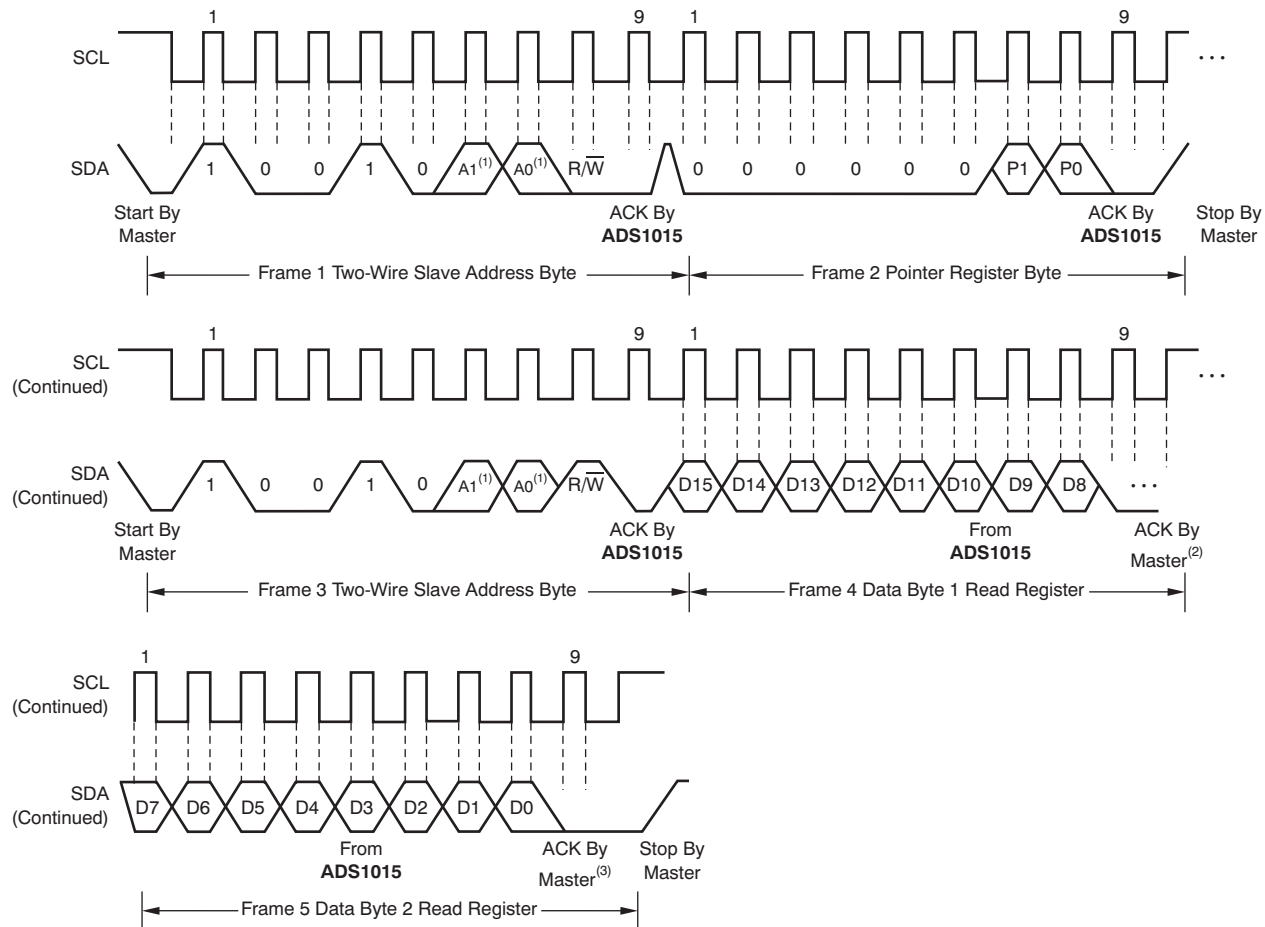 1 9 1 9
SCL ...
SDA 1 0 0 1 0 A1(1) A0(1) R/W̅ 0 0 0 0 0 0 P1 P0
Start By Master ACK By ADS1015 ACK By ADS1015 Stop By Master
Frame 1 Two-Wire Slave Address Byte Frame 2 Pointer Register Byte
1 9 1 9
SCL (Continued) ...
SDA (Continued) 1 0 0 1 0 A1(1) A0(1) R/W̅ D15 D14 D13 D12 D11 D10 D9 D8 ...
Start By Master ACK By ADS1015 From ADS1015 ACK By Master(2)
Frame 3 Two-Wire Slave Address Byte Frame 4 Data Byte 1 Read Register
1 9
SCL (Continued)
SDA (Continued) D7 D6 D5 D4 D3 D2 D1 D0
From ADS1015 ACK By Master(3) Stop By Master
Frame 5 Data Byte 2 Read Register